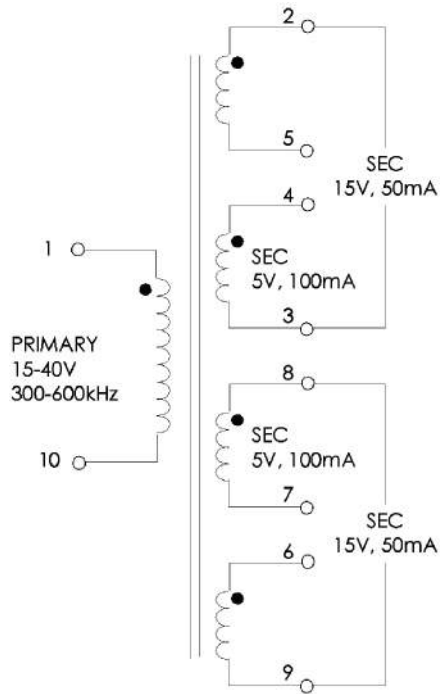 2
5
SEC
15V, 50mA
4
1
SEC
5V, 100mA
3
PRIMARY
15-40V
300-600kHz
8
10
SEC
5V, 100mA
7
SEC
15V, 50mA
6
9